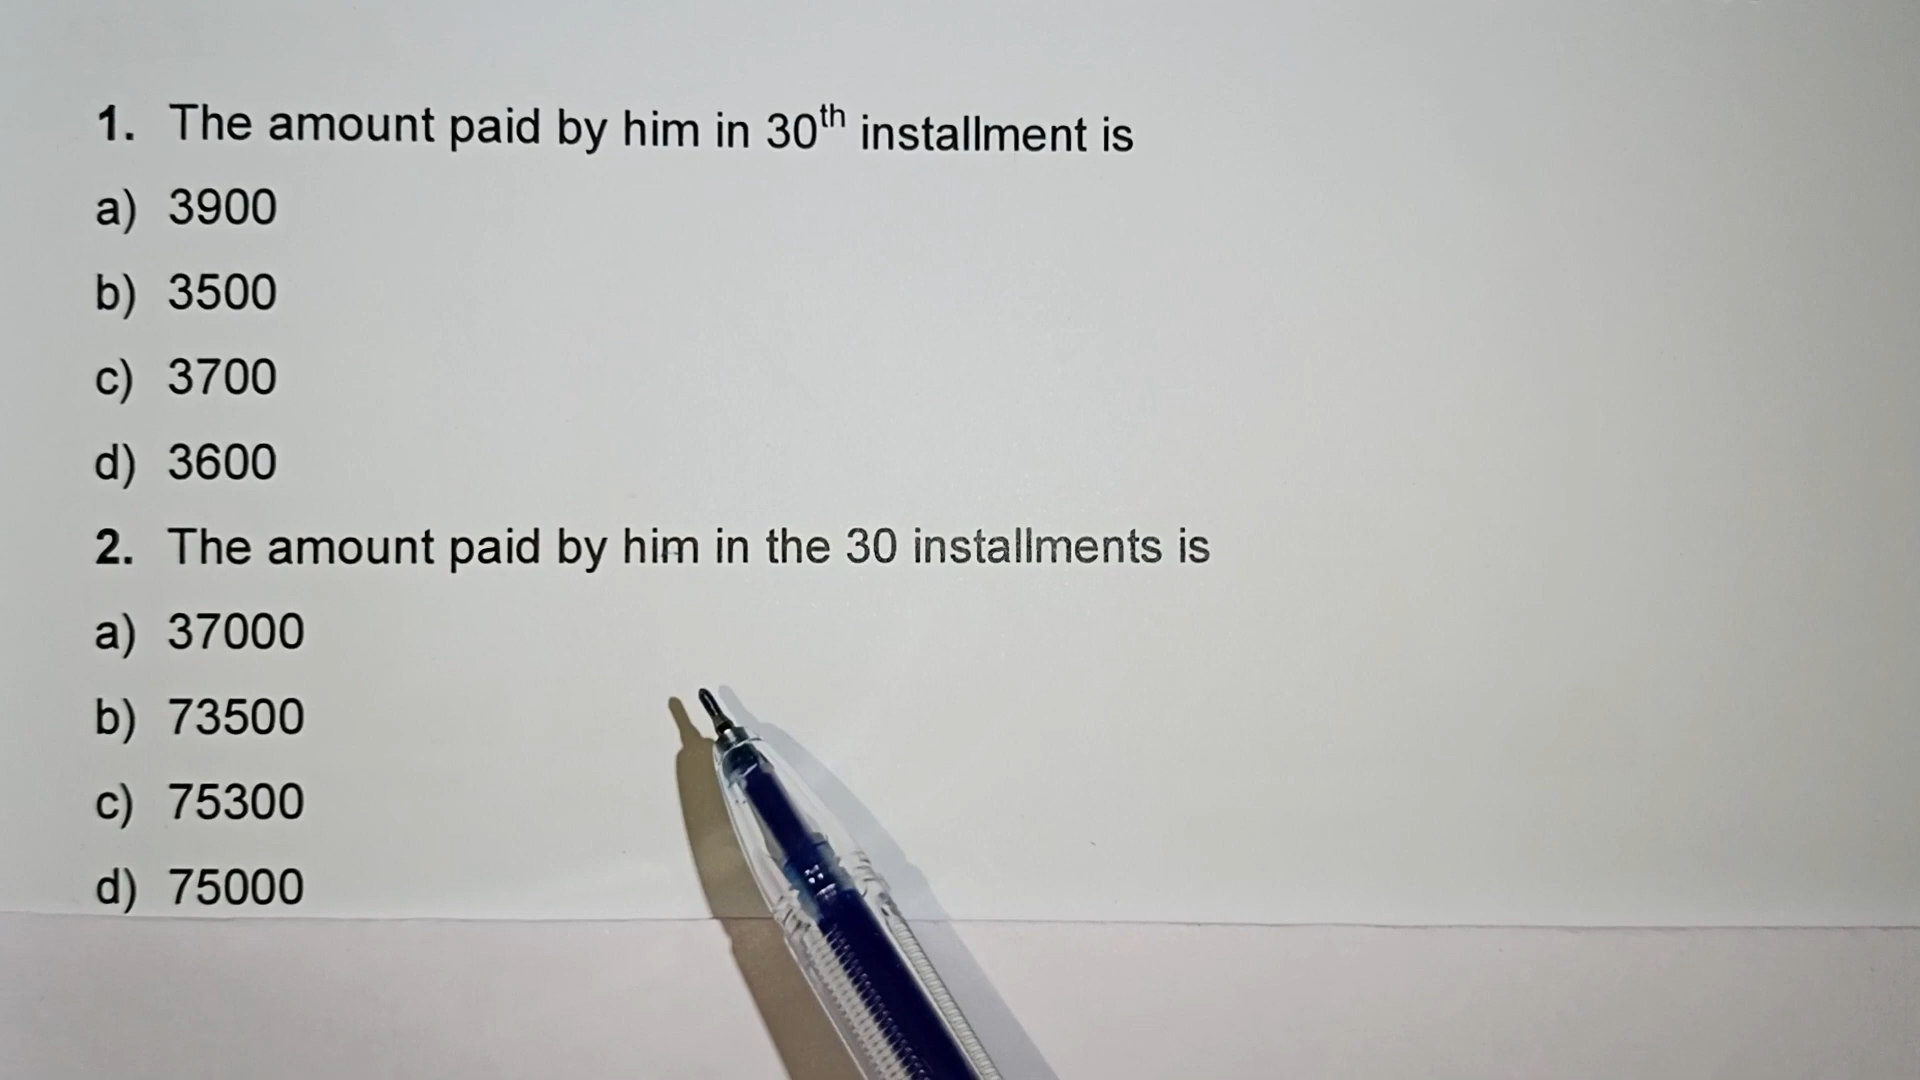 1. The amount paid by him in 30th installment is
a) 3900
b) 3500
c) 3700
d) 3600
2. The amount paid by him in the 30 installments is
a) 37000
b) 73500
c) 75300
d) 75000